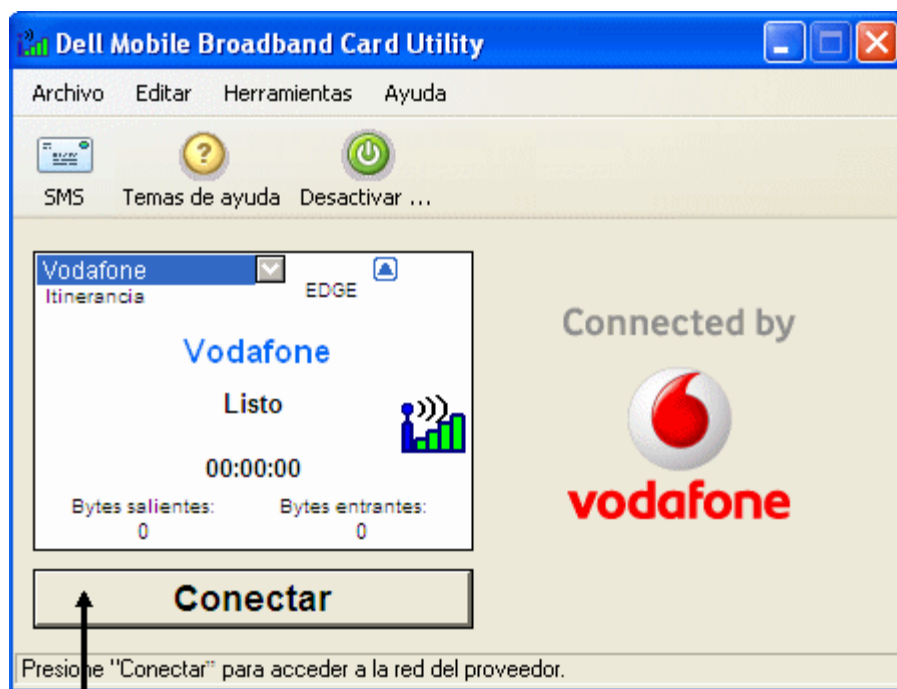 Dell Mobile Broadband Card Utility
Archivo Editar Herramientas Ayuda
SMS Temas de ayuda Desactivar ...
Vodafone
Itinerancia
EDGE
Vodafone
Listo
00:00:00
Bytes salientes: Bytes entrantes:
0 0
Connected by
vodafone
Conectar
Presione "Conectar" para acceder a la red del proveedor.